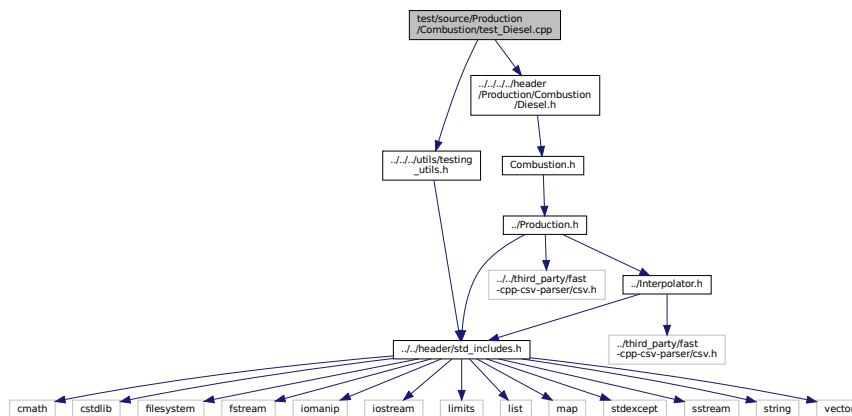 test/source/Production
/Combustion/test_Diesel.cpp
../../../../header
/Production/Combustion
/Diesel.h
../../../utils/testing
_utils.h
Combustion.h
../Production.h
../../third_party/fast
-cpp-csv-parser/csv.h
../Interpolator.h
../third_party/fast
-cpp-csv-parser/csv.h
../../header/std_includes.h
cmath
cstdlib
filesystem
fstream
iomanip
iostream
limits
list
map
stdexcept
sstream
string
vector